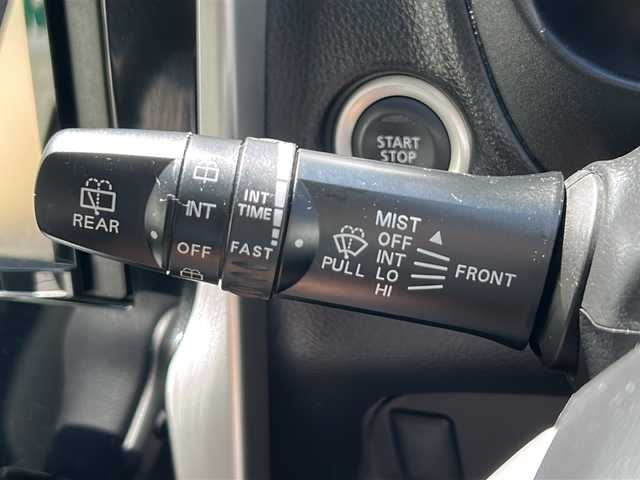 START
STOP
REAR
INT
OFF
INT
TIME
FAST
MIST
OFF
INT
LO
HI
PULL
FRONT